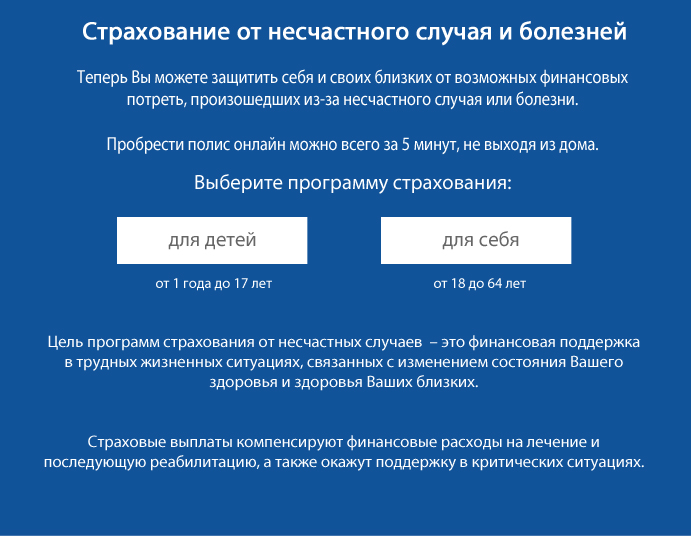 Страхование от несчастного случая и болезней
Теперь Вы можете защитить себя и своих близких от возможных финансовых
потреть, произошедших из-за несчастного случая или болезни.
Пробрести полис онлайн можно всего за 5 минут, не выходя из дома.
Выберите программу страхования:
для детей
для себя
от 1 года до 17 лет
от 18 до 64 лет
Цель программ страхования от несчастных случаев – это финансовая поддержка
в трудных жизненных ситуациях, связанных с изменением состояния Вашего
здоровья и здоровья Ваших близких.
Страховые выплаты компенсируют финансовые расходы на лечение и
последующую реабилитацию, а также окажут поддержку в критических ситуациях.